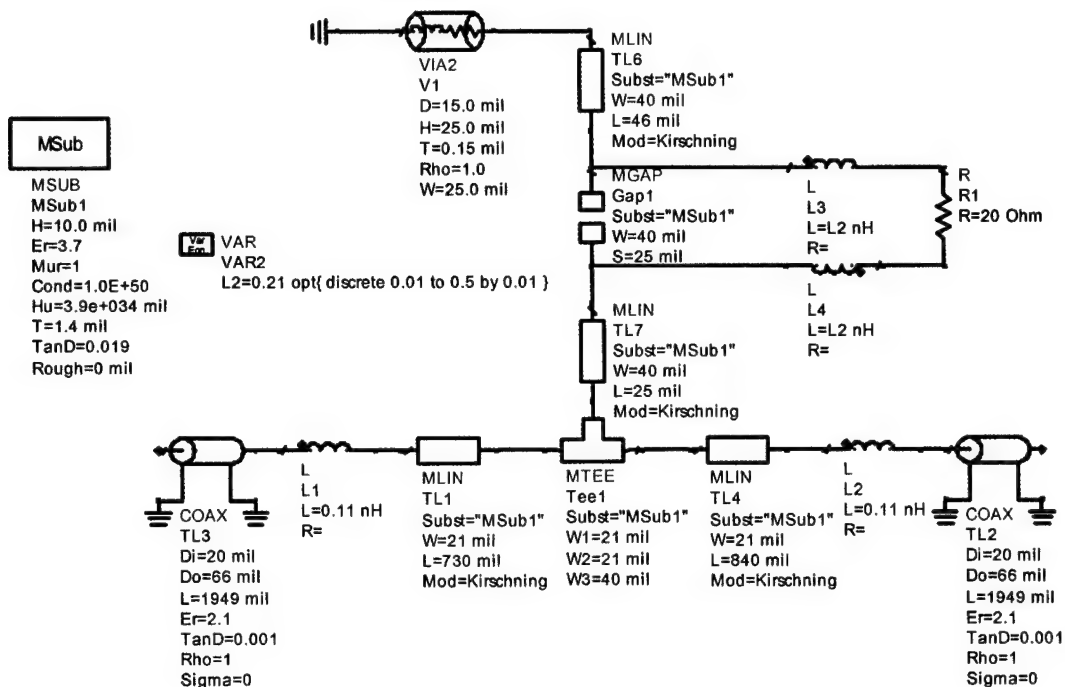 VIA2
V1
D=15.0 mil
H=25.0 mil
T=0.15 mil
Rho=1.0
W=25.0 mil
MLIN
TL6
Subst="MSub1"
W=40 mil
L=46 mil
Mod=Kirschning
MSub
MSUB
MSub1
H=10.0 mil
Er=3.7
Mur=1
Cond=1.0E+50
Hu=3.9e+034 mil
T=1.4 mil
TanD=0.019
Rough=0 mil
Var
Eqn
VAR
VAR2
L2=0.21 opt{ discrete 0.01 to 0.5 by 0.01 }
MGAP
Gap1
Subst="MSub1"
W=40 mil
S=25 mil
L
L3
L=L2 nH
R=
R
R1
R=20 Ohm
L
L4
L=L2 nH
R=
MLIN
TL7
Subst="MSub1"
W=40 mil
L=25 mil
Mod=Kirschning
COAX
TL3
Di=20 mil
Do=66 mil
L=1949 mil
Er=2.1
TanD=0.001
Rho=1
Sigma=0
L
L1
L=0.11 nH
R=
MLIN
TL1
Subst="MSub1"
W=21 mil
L=730 mil
Mod=Kirschning
MTEE
Tee1
Subst="MSub1"
W1=21 mil
W2=21 mil
W3=40 mil
MLIN
TL4
Subst="MSub1"
W=21 mil
L=840 mil
Mod=Kirschning
L
L2
L=0.11 nH
R=
COAX
TL2
Di=20 mil
Do=66 mil
L=1949 mil
Er=2.1
TanD=0.001
Rho=1
Sigma=0